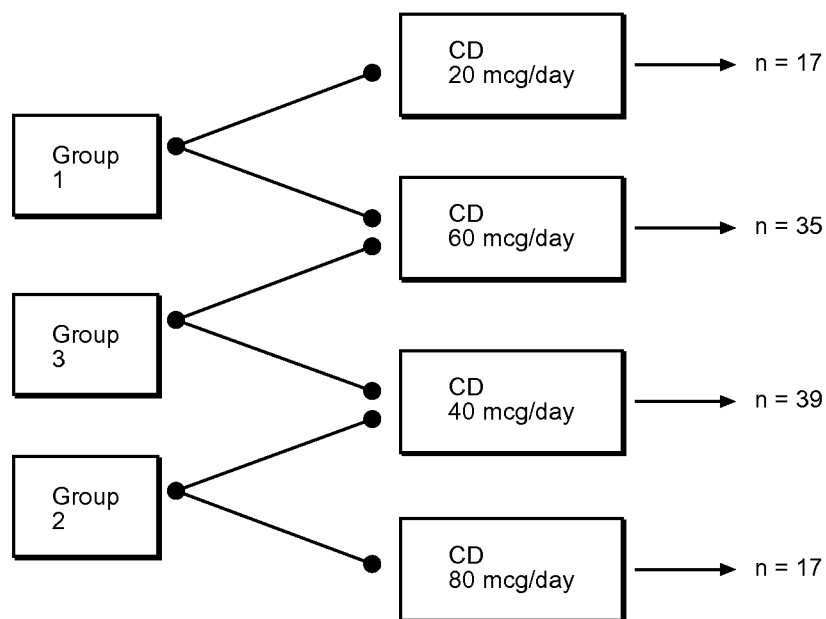 CD
20 mcg/day
n = 17
Group
1
CD
60 mcg/day
n = 35
Group
3
CD
40 mcg/day
n = 39
Group
2
CD
80 mcg/day
n = 17